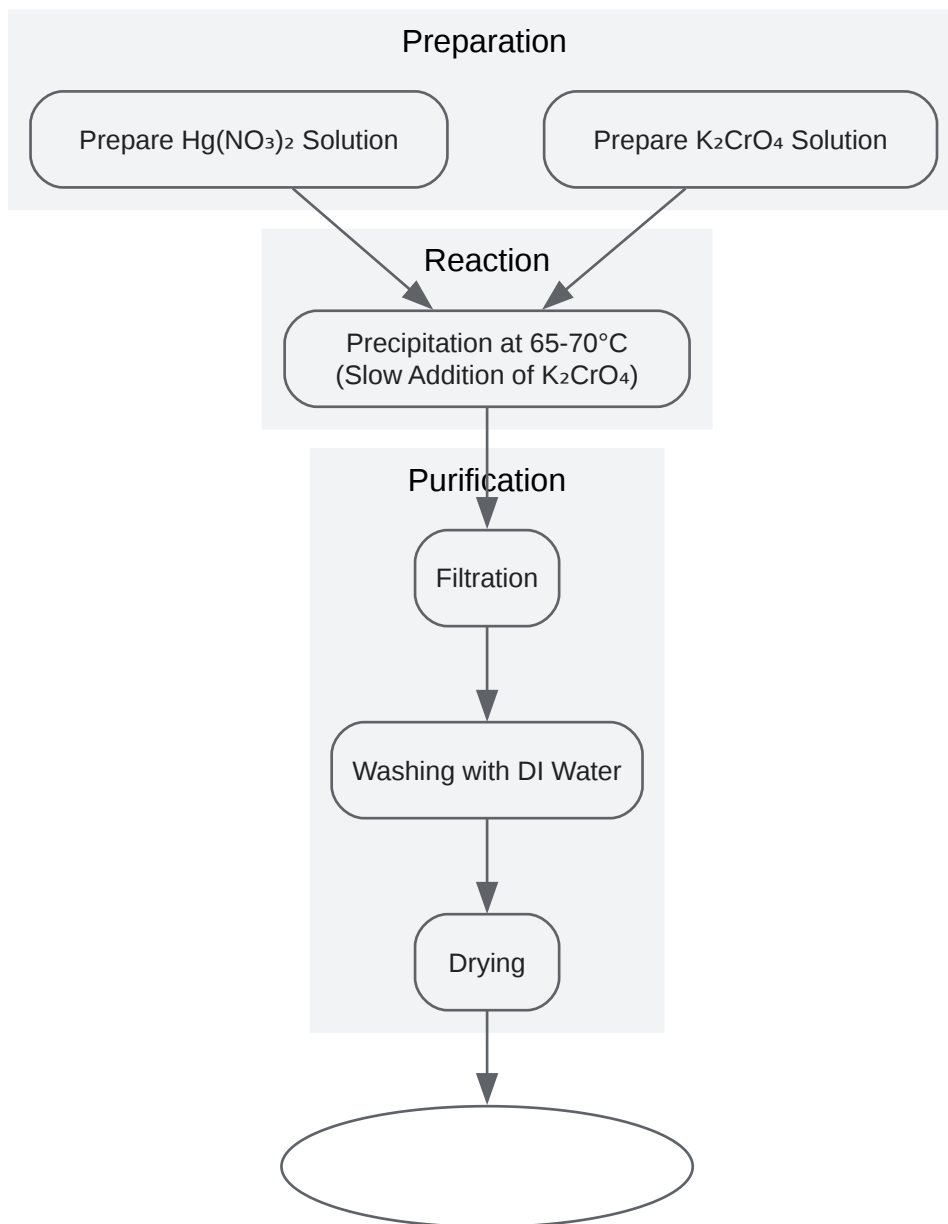 Preparation
Prepare Hg(NO₃)₂ Solution
Prepare K₂CrO₄ Solution
Reaction
Precipitation at 65-70°C
(Slow Addition of K₂CrO₄)
Purification
Filtration
Washing with DI Water
Drying